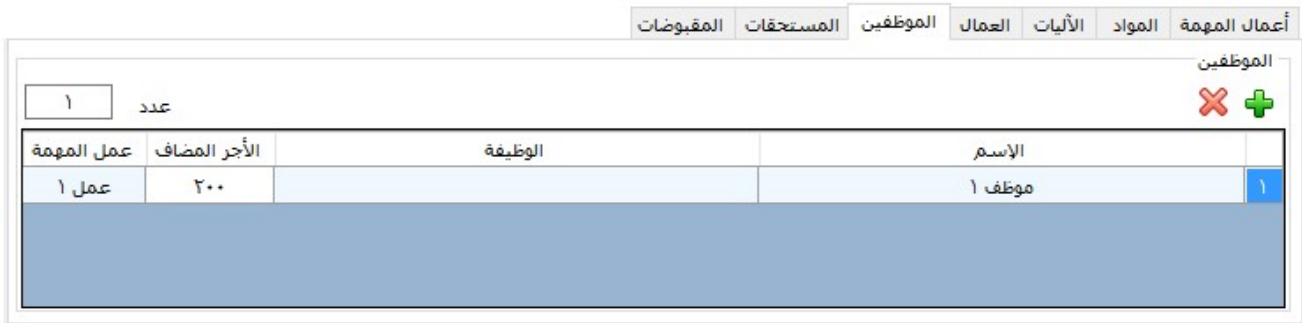 أعمال المهمة المواد الأليات العمال الموظفين المستحقات المقبوضات
الموظفين
عدد ١
الإسم الوظيفة الأجر المضاف عمل المهمة
١ موظف ١ ٢٠٠ عمل ١